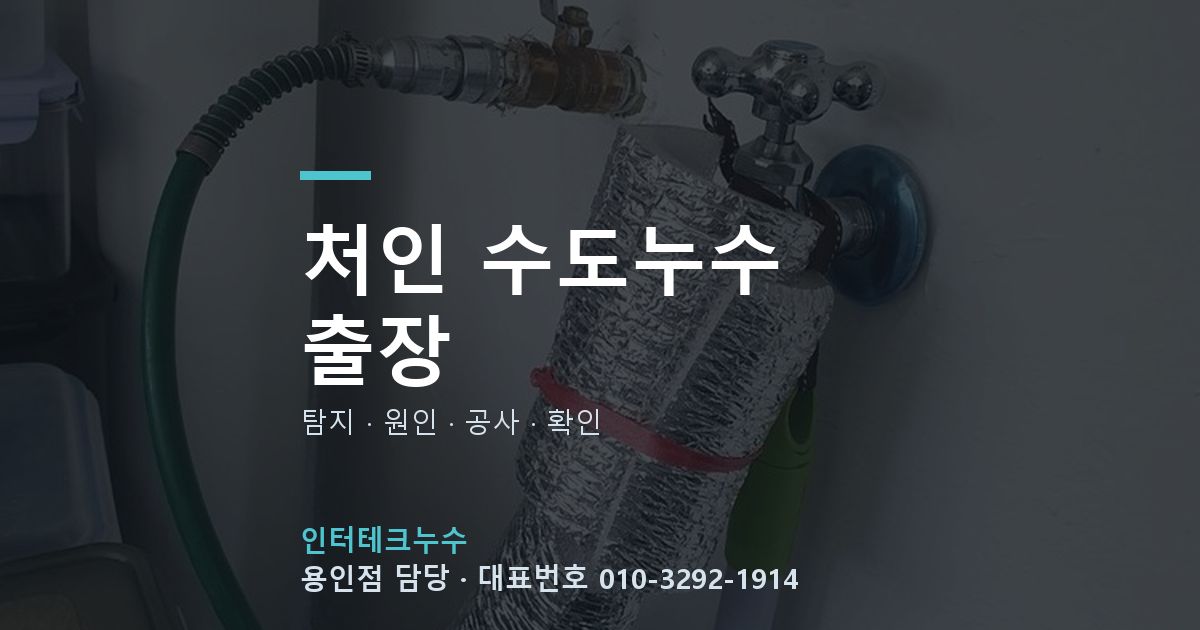 처인 수도누수
출장
탐지 · 원인 · 공사 · 확인
인터테크누수
용인점 담당 · 대표번호 010-3292-1914